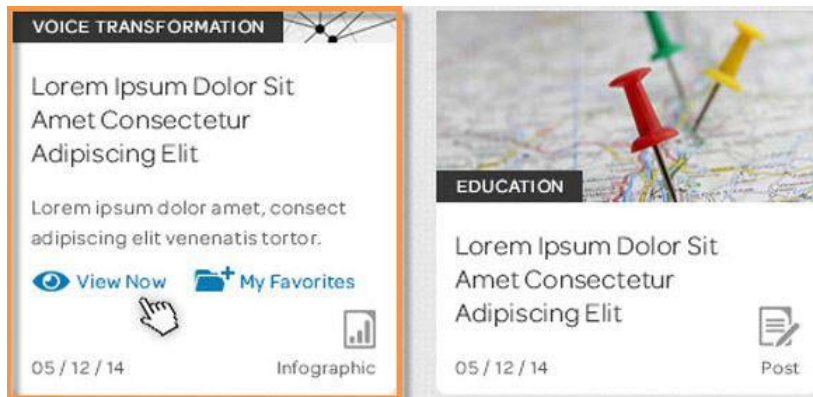 VOICE TRANSFORMATION
Lorem Ipsum Dolor Sit
Amet Consectetur
Adipiscing Elit
Lorem ipsum dolor amet, consect
adipiscing elit venenatis tortor.
View Now
My Favorites
05 / 12 / 14
Infographic
EDUCATION
Lorem Ipsum Dolor Sit
Amet Consectetur
Adipiscing Elit
05 / 12 / 14
Post